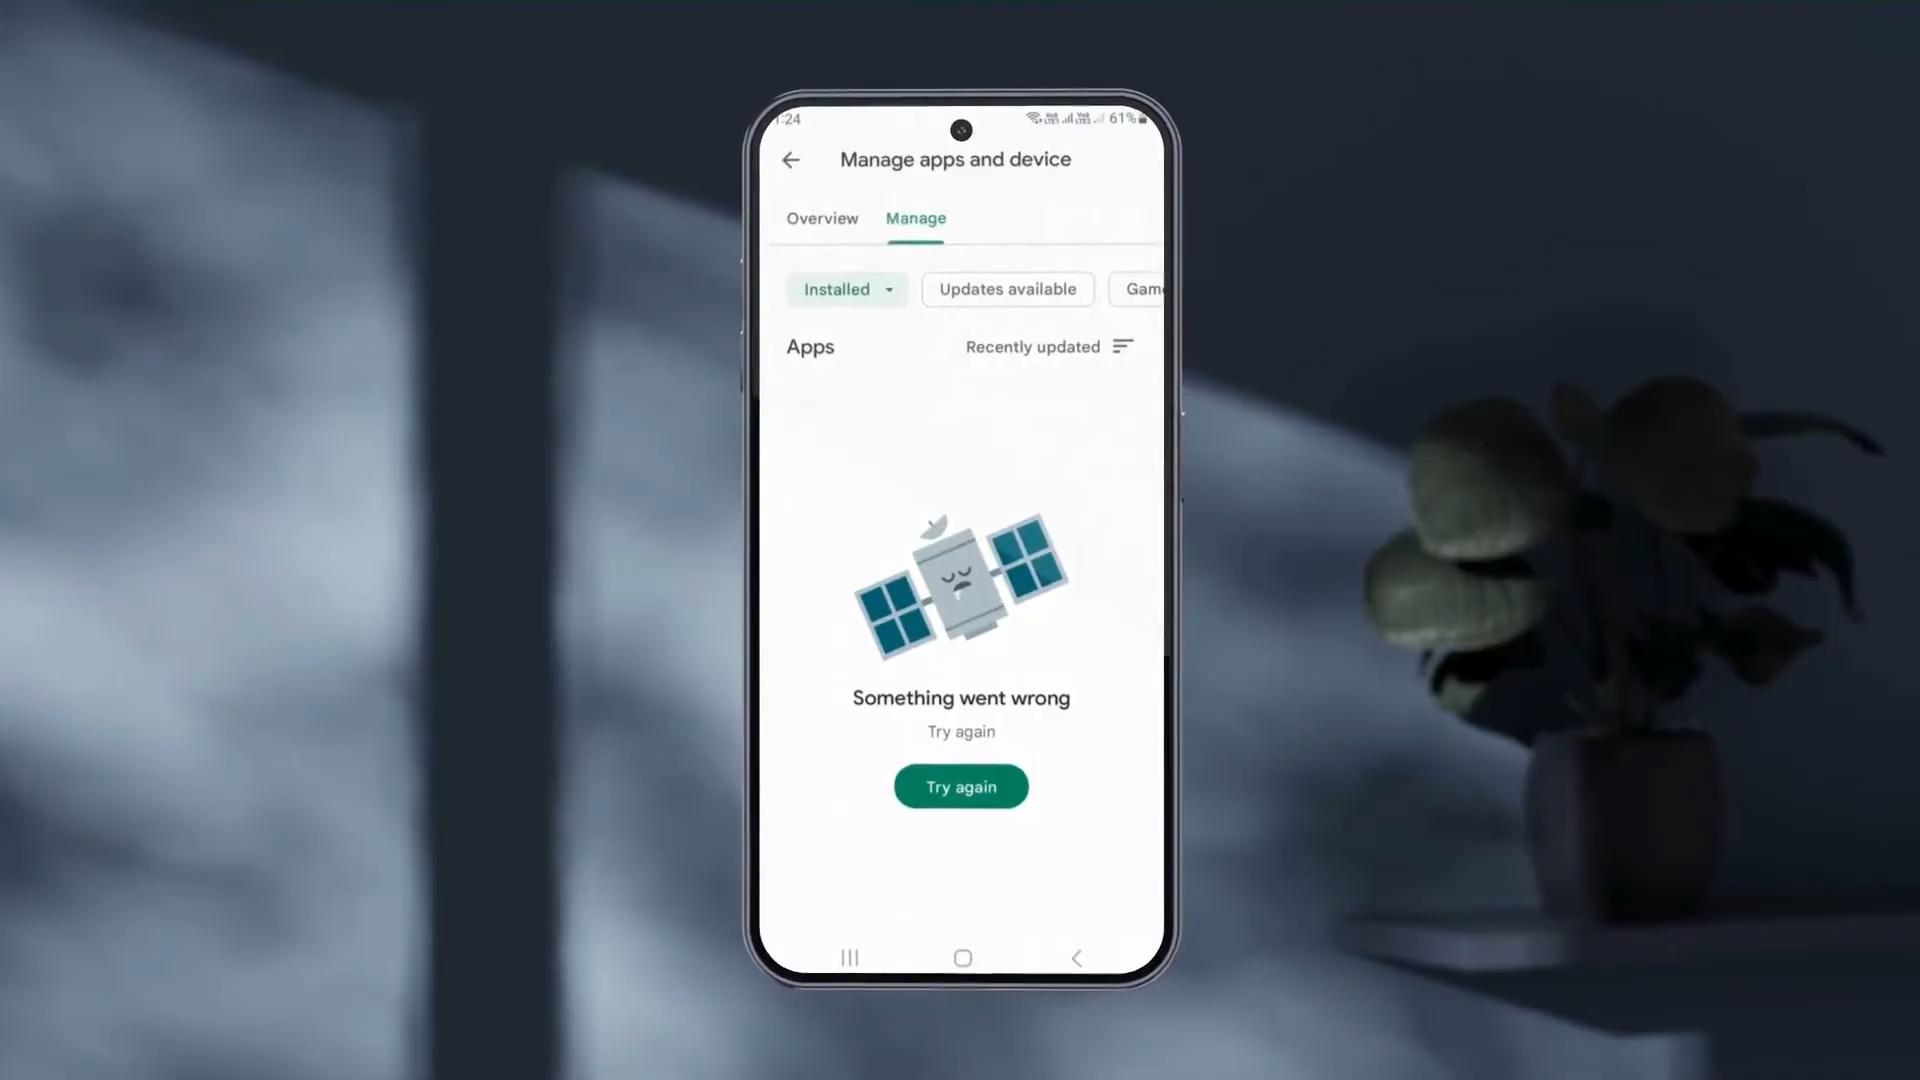 1:24 61%
Manage apps and device
Overview Manage
Installed Updates available Gam
Apps Recently updated
Something went wrong
Try again
Try again